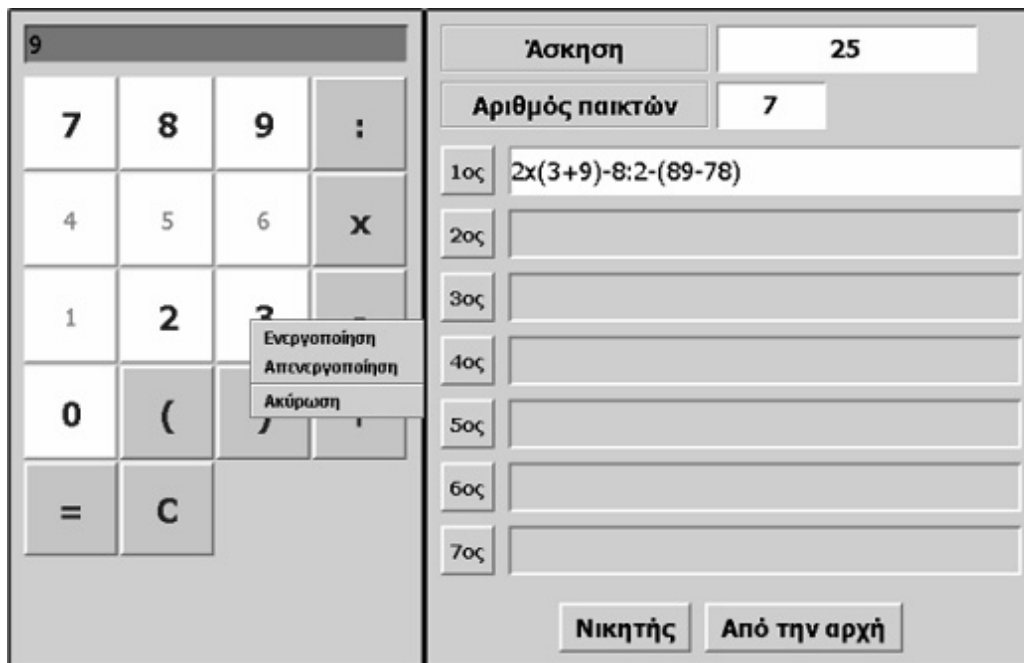 9
7 8 9 :
4 5 6 x
1 2 3 -
Ενεργοποίηση
Απενεργοποίηση
Ακύρωση
0 ( )
= C
Άσκηση 25
Αριθμός παικτών 7
1ος 2x(3+9)-8:2-(89-78)
2ος
3ος
4ος
5ος
6ος
7ος
Νικητής Από την αρχή